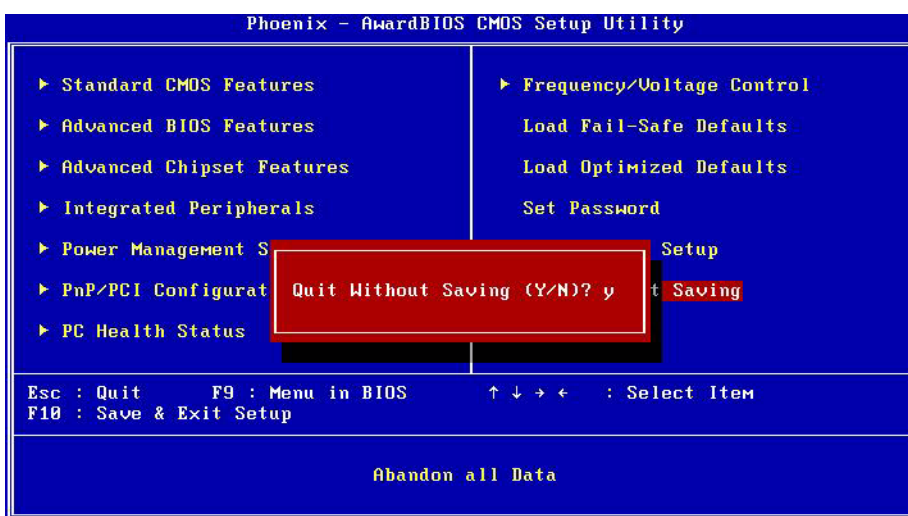 Phoenix - AwardBIOS CMOS Setup Utility
▶ Standard CMOS Features
▶ Advanced BIOS Features
▶ Advanced Chipset Features
▶ Integrated Peripherals
▶ Power Management S
▶ PnP/PCI Configurat
▶ PC Health Status
▶ Frequency/Voltage Control
Load Fail-Safe Defaults
Load Optimized Defaults
Set Password
Setup
t Saving
Quit Without Saving (Y/N)? y
Esc : Quit F9 : Menu in BIOS ↑ ↓ → ← : Select Item
F10 : Save & Exit Setup
Abandon all Data